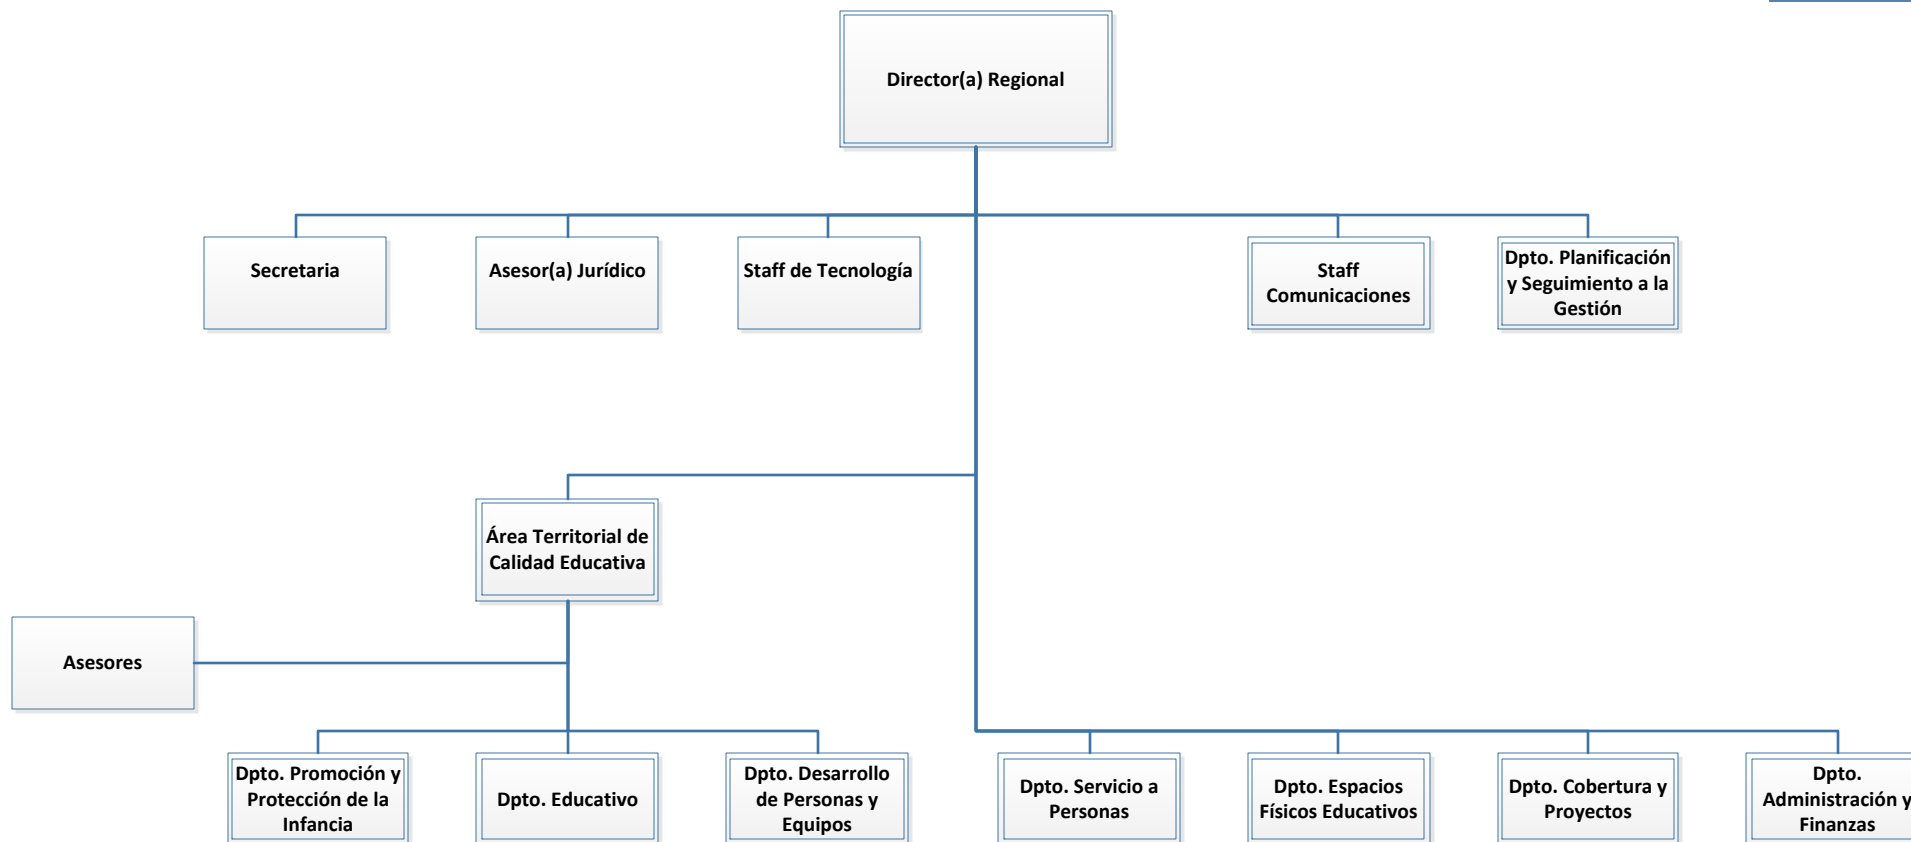 Director(a) Regional
Secretaria
Asesor(a) Jurídico
Staff de Tecnología
Staff
Comunicaciones
Dpto. Planificación
y Seguimiento a la
Gestión
Área Territorial de
Calidad Educativa
Asesores
Dpto. Promoción y
Protección de la
Infancia
Dpto. Educativo
Dpto. Desarrollo
de Personas y
Equipos
Dpto. Servicio a
Personas
Dpto. Espacios
Físicos Educativos
Dpto. Cobertura y
Proyectos
Dpto.
Administración y
Finanzas